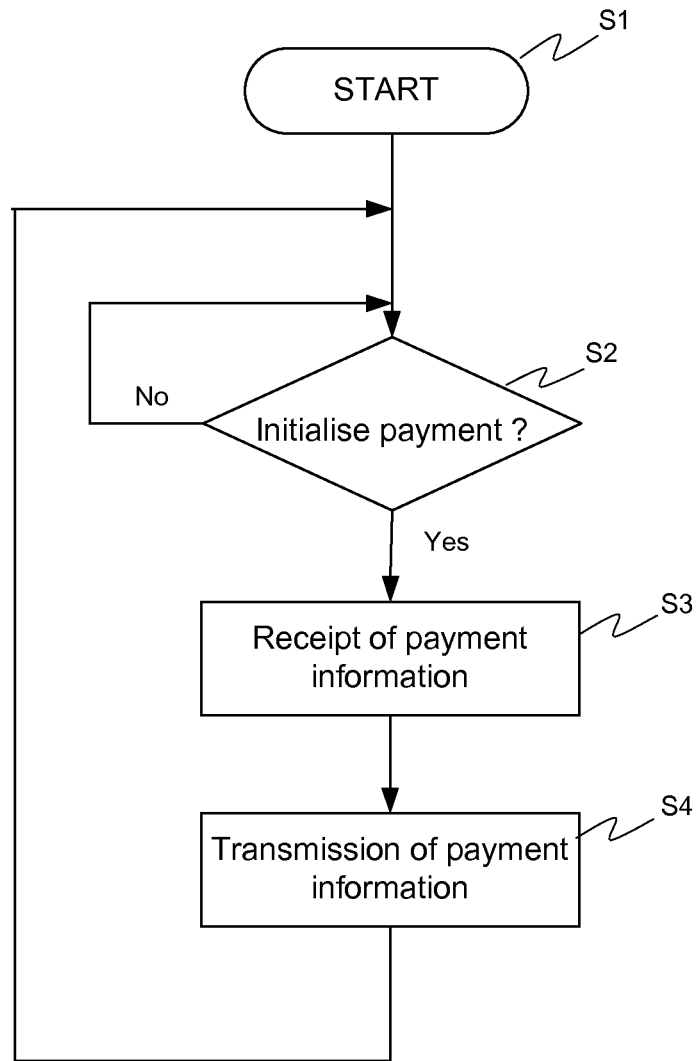 S1
START
S2
No
Initialise payment ?
Yes
S3
Receipt of payment
information
S4
Transmission of payment
information